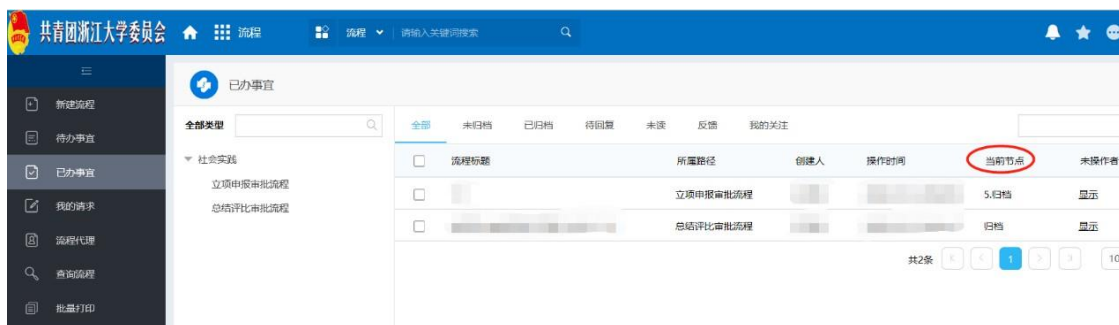 共青团浙江大学委员会 流程 流程 请输入关键词搜索
已办事宜
新建流程
待办事宜
已办事宜
我的请求
流程代理
查询流程
批量打印
全部类型
社会实践
立项申报审批流程
总结评比审批流程
全部 未归档 已归档 待回复 未读 反馈 我的关注
流程标题 所属路径 创建人 操作时间 当前节点 未操作者
立项申报审批流程 5.归档 显示
总结评比审批流程 归档 显示
共2条 1 10